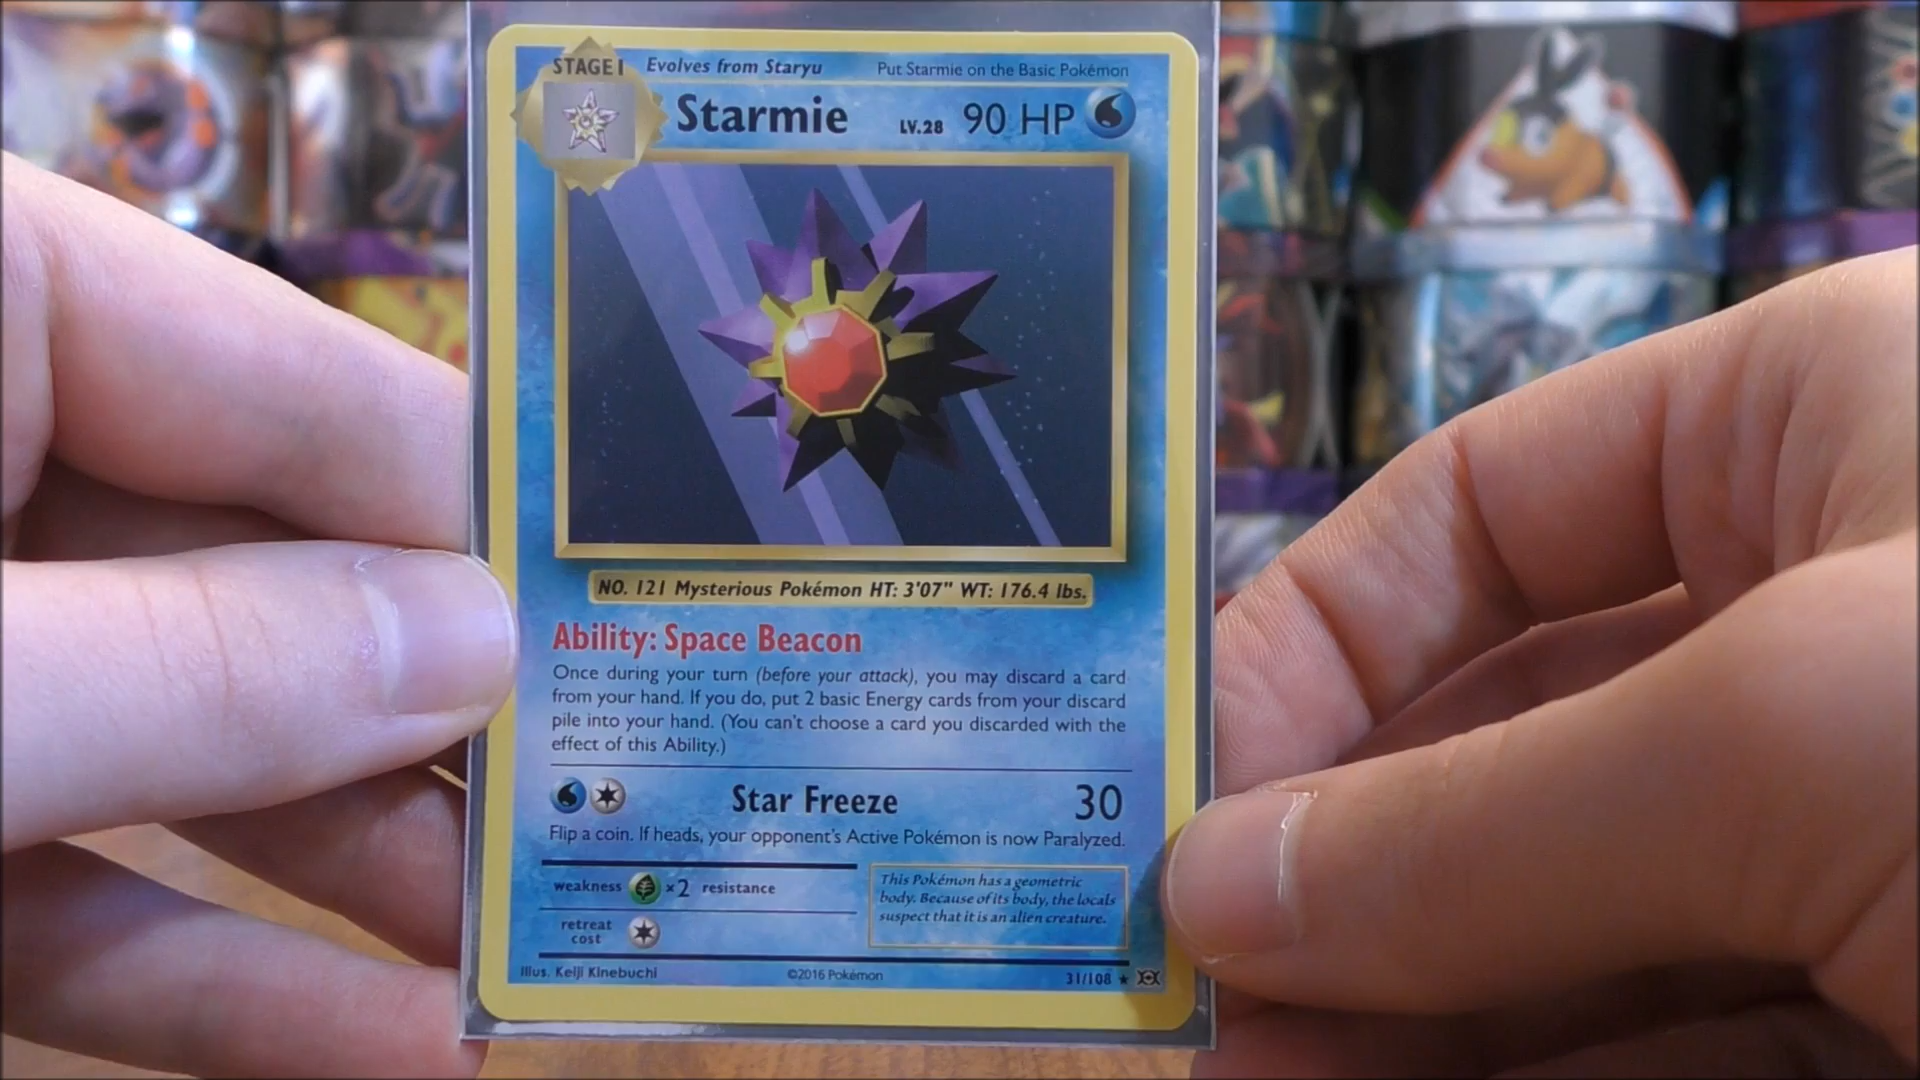 STAGE 1 Evolves from Staryu Put Starmie on the Basic Pokémon
Starmie LV.28 90 HP
NO. 121 Mysterious Pokémon HT: 3'07" WT: 176.4 lbs.
Ability: Space Beacon
Once during your turn (before your attack), you may discard a card
from your hand. If you do, put 2 basic Energy cards from your discard
pile into your hand. (You can't choose a card you discarded with the
effect of this Ability.)
Star Freeze 30
Flip a coin. If heads, your opponent's Active Pokémon is now Paralyzed.
weakness ×2 resistance
retreat
cost
This Pokémon has a geometric
body. Because of its body, the locals
suspect that it is an alien creature.
Illus. Keiji Kinebuchi ©2016 Pokémon 31/108 ★